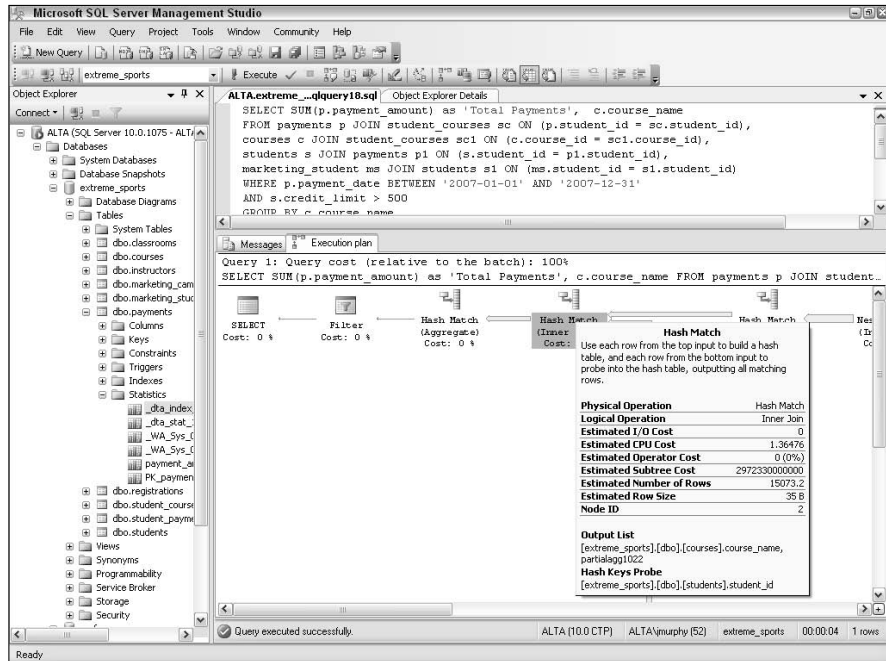 Microsoft SQL Server Management Studio
File Edit View Query Project Tools Window Community Help
New Query
extreme_sports
Execute
Object Explorer
ALTA.extreme_...qlquery18.sql Object Explorer Details
Connect
ALTA (SQL Server 10.0.1075 - ALTA
Databases
System Databases
Database Snapshots
extreme_sports
Database Diagrams
Tables
System Tables
dbo.classrooms
dbo.courses
dbo.instructors
dbo.marketing_cam
dbo.marketing_stuc
dbo.payments
Columns
Keys
Constraints
Triggers
Indexes
Statistics
_dta_index_
_dta_stat_
_WA_Sys_0
_WA_Sys_0
payment_a
PK_paymen
dbo.registrations
dbo.student_course
dbo.student_payme
dbo.students
Views
Synonyms
Programmability
Service Broker
Storage
Security
SELECT SUM(p.payment_amount) as 'Total Payments', c.course_name
FROM payments p JOIN student_courses sc ON (p.student_id = sc.student_id),
courses c JOIN student_courses sc1 ON (c.course_id = sc1.course_id),
students s JOIN payments p1 ON (s.student_id = p1.student_id),
marketing_student ms JOIN students s1 ON (ms.student_id = s1.student_id)
WHERE p.payment_date BETWEEN '2007-01-01' AND '2007-12-31'
AND s.credit_limit > 500
GROUP BY c.course_name
Messages Execution plan
Query 1: Query cost (relative to the batch): 100%
SELECT SUM(p.payment_amount) as 'Total Payments', c.course_name FROM payments p JOIN student...
SELECT
Cost: 0 %
Filter
Cost: 0 %
Hash Match
(Aggregate)
Cost: 0 %
Hash Match
(Inner
Cost:
Hash Match
Nes
(Ir
Co
Hash Match
Use each row from the top input to build a hash
table, and each row from the bottom input to
probe into the hash table, outputting all matching
rows.
Physical Operation Hash Match
Logical Operation Inner Join
Estimated I/O Cost 0
Estimated CPU Cost 1.36476
Estimated Operator Cost 0 (0%)
Estimated Subtree Cost 2972330000000
Estimated Number of Rows 15073.2
Estimated Row Size 35 B
Node ID 2
Output List
[extreme_sports].[dbo].[courses].course_name,
partialagg1022
Hash Keys Probe
[extreme_sports].[dbo].[students].student_id
Query executed successfully. ALTA (10.0 CTP) ALTA\jmurphy (52) extreme_sports 00:00:04 1 rows
Ready